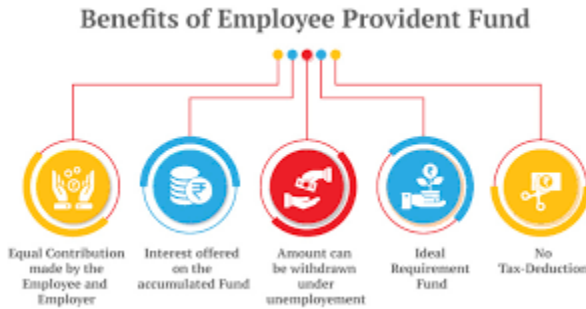 Benefits of Employee Provident Fund
Equal Contribution
made by the
Employee and
Employer
Interest offered
on the
accumulated Fund
Amount can
be withdrawn
under
unemployement
Ideal
Requirement
Fund
No
Tax-Deduction